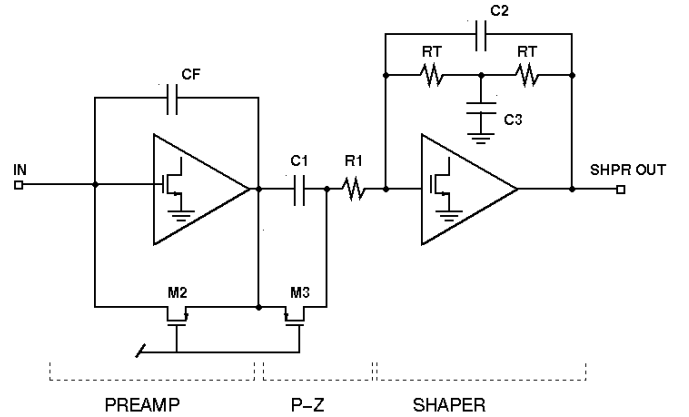 C2
RT
RT
CF
C3
IN
C1
R1
SHPR OUT
M2
M3
PREAMP
P–Z
SHAPER